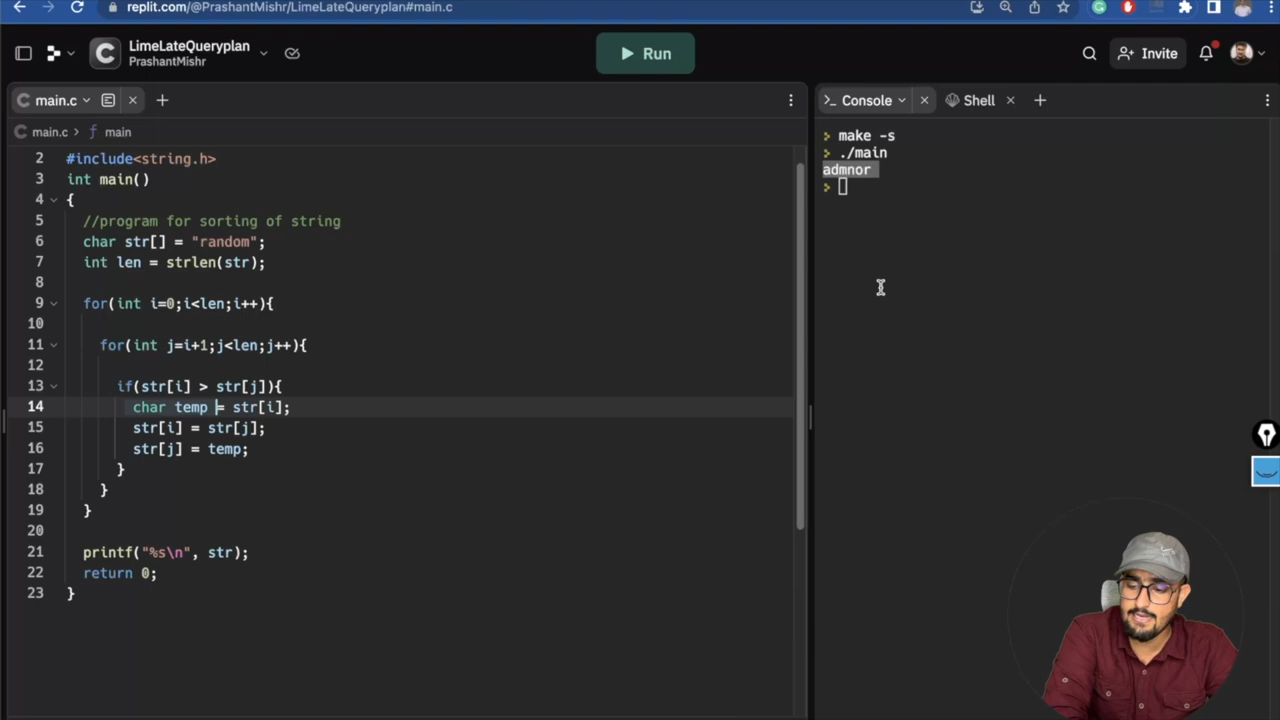 replit.com/@PrashantMishr/LimeLateQueryplan#main.c
LimeLateQueryplan
PrashantMishr
Run
Invite
main.c
Console
Shell
main.c > f main
2 #include<string.h>
3 int main()
4 {
5 //program for sorting of string
6 char str[] = "random";
7 int len = strlen(str);
8
9 for(int i=0;i<len;i++){
10
11 for(int j=i+1;j<len;j++){
12
13 if(str[i] > str[j]){
14 char temp = str[i];
15 str[i] = str[j];
16 str[j] = temp;
17 }
18 }
19 }
20
21 printf("%s\n", str);
22 return 0;
23 }
make -s
./main
admnor